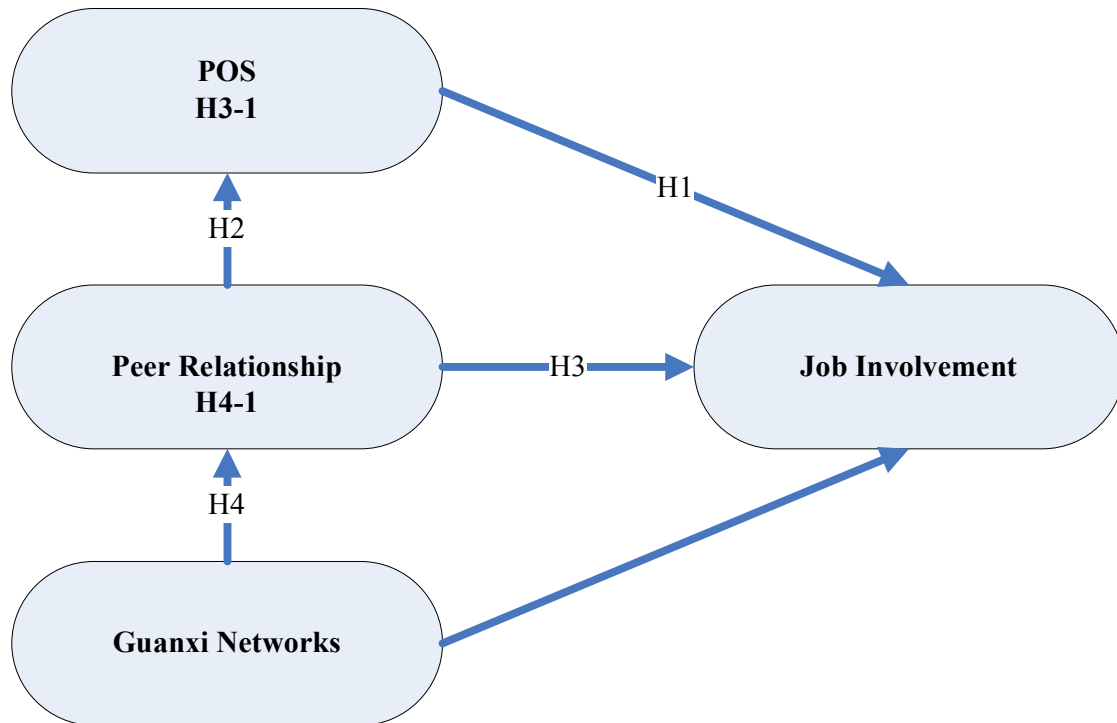 POS
H3-1
H1
H2
Peer Relationship
H4-1
H3
Job Involvement
H4
Guanxi Networks